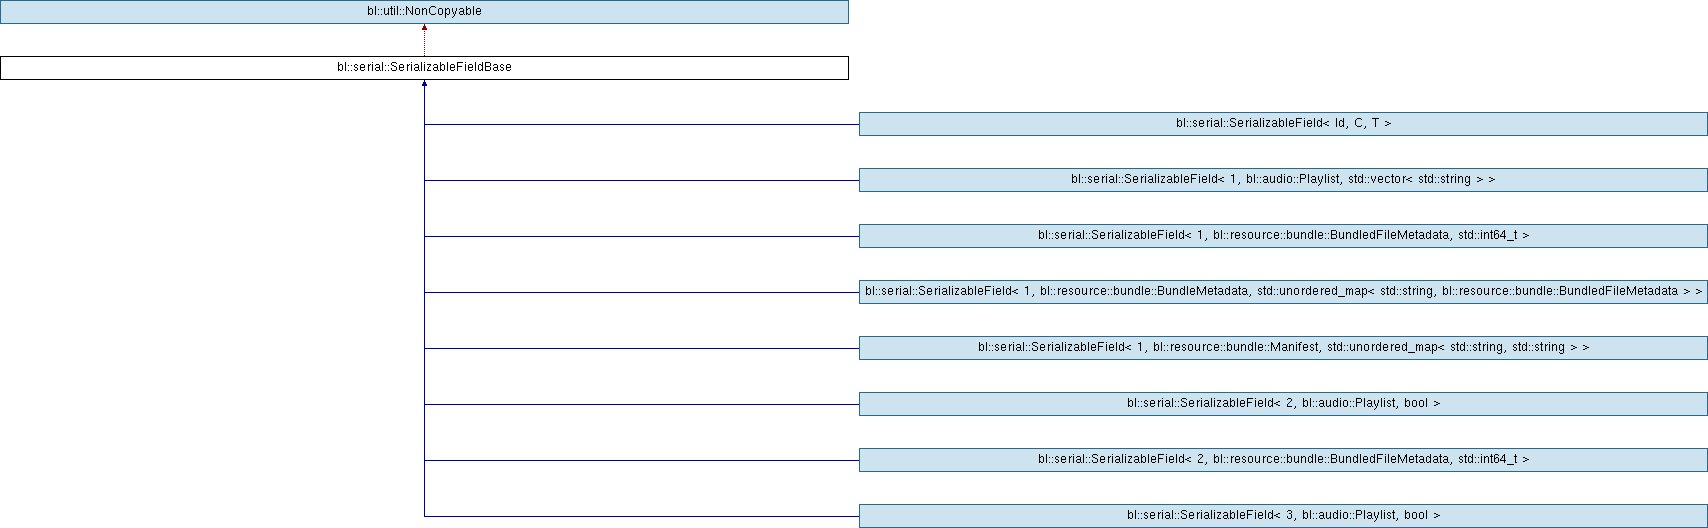 bl::util::NonCopyable
bl::serial::SerializableFieldBase
bl::serial::SerializableField< Id, C, T >
bl::serial::SerializableField< 1, bl::audio::Playlist, std::vector< std::string > >
bl::serial::SerializableField< 1, bl::resource::bundle::BundledFileMetadata, std::int64_t >
bl::serial::SerializableField< 1, bl::resource::bundle::BundleMetadata, std::unordered_map< std::string, bl::resource::bundle::BundledFileMetadata > >
bl::serial::SerializableField< 1, bl::resource::bundle::Manifest, std::unordered_map< std::string, std::string > >
bl::serial::SerializableField< 2, bl::audio::Playlist, bool >
bl::serial::SerializableField< 2, bl::resource::bundle::BundledFileMetadata, std::int64_t >
bl::serial::SerializableField< 3, bl::audio::Playlist, bool >